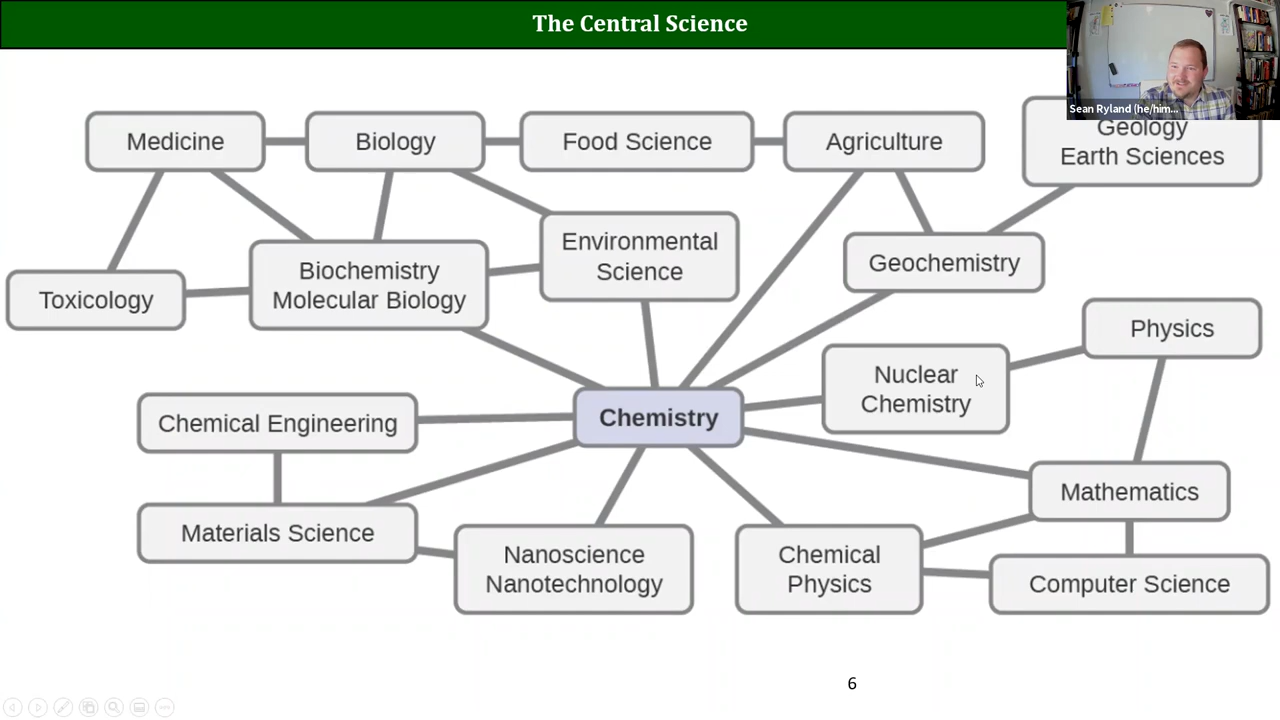 The Central Science
Sean Ryland (he/him...
Medicine
Biology
Food Science
Agriculture
Geology
Earth Sciences
Environmental
Science
Geochemistry
Biochemistry
Molecular Biology
Toxicology
Physics
Nuclear
Chemistry
Chemistry
Chemical Engineering
Mathematics
Materials Science
Nanoscience
Nanotechnology
Chemical
Physics
Computer Science
6